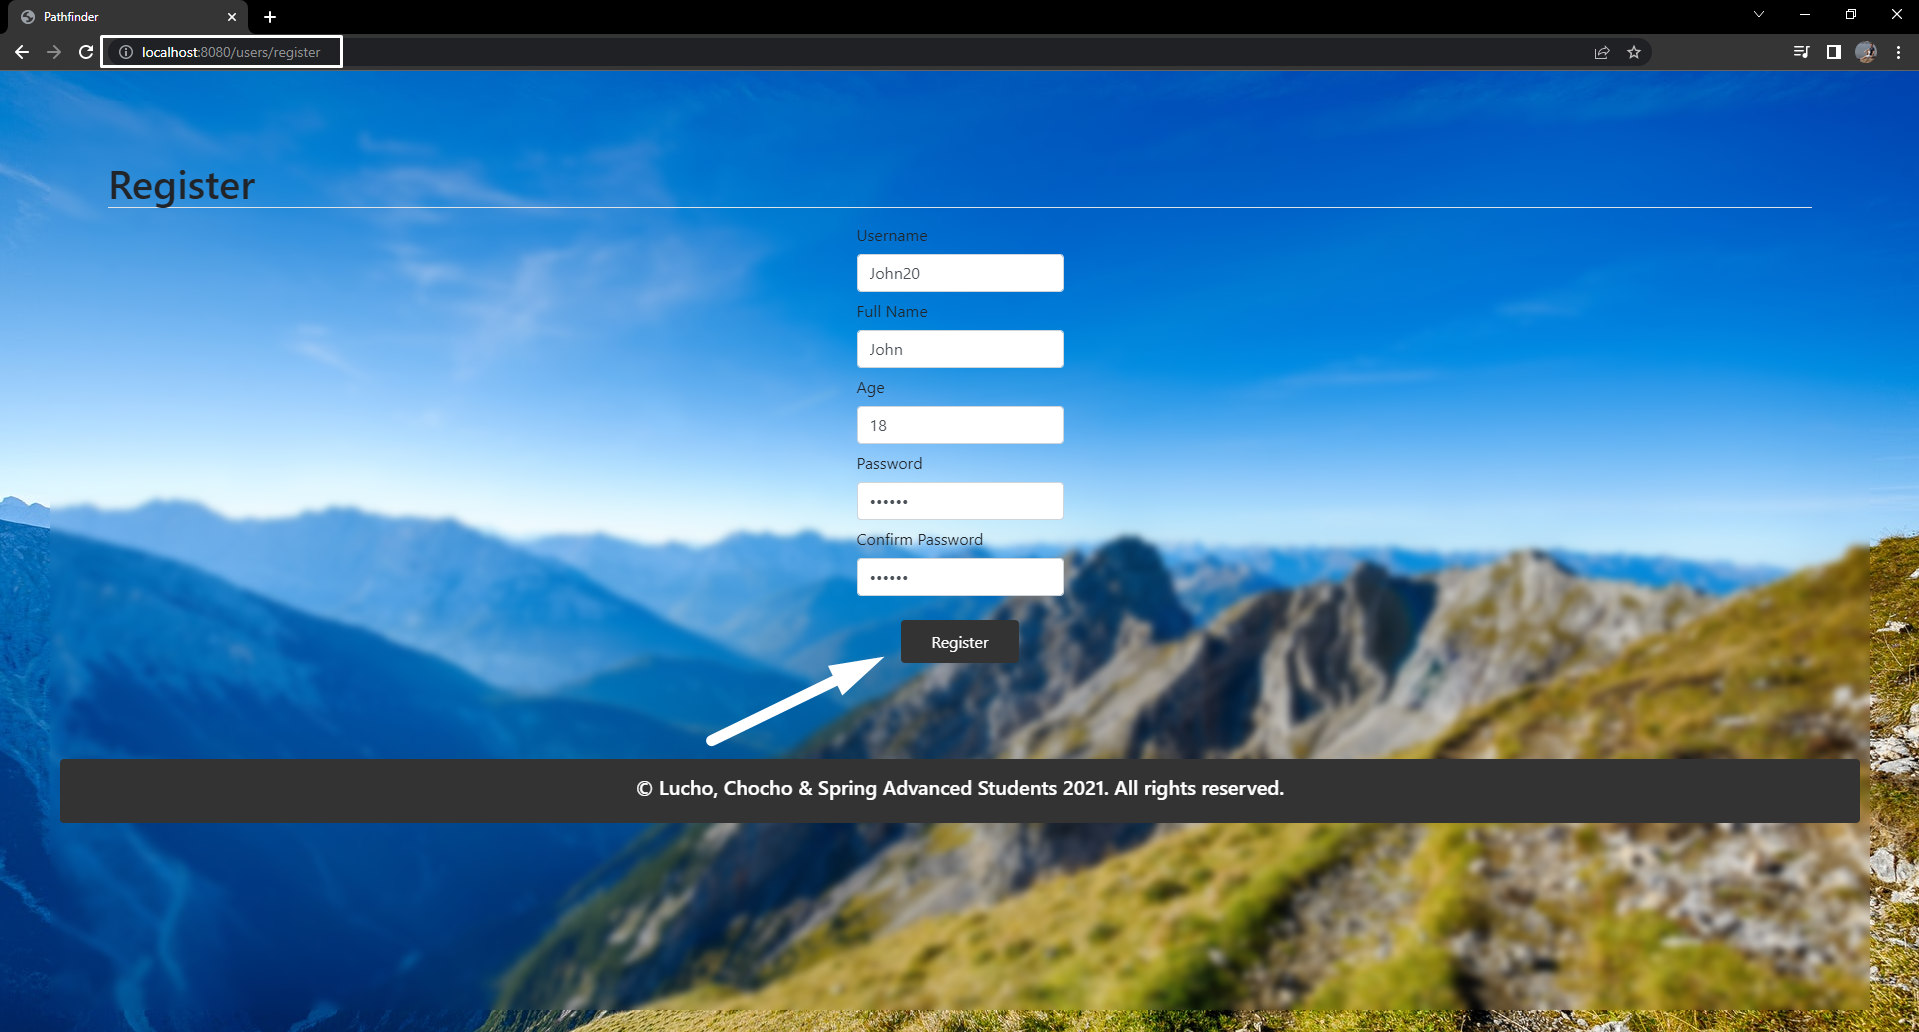 Pathfinder
localhost:8080/users/register
Register
Username
John20
Full Name
John
Age
18
Password
••••••
Confirm Password
••••••
Register
© Lucho, Chocho & Spring Advanced Students 2021. All rights reserved.